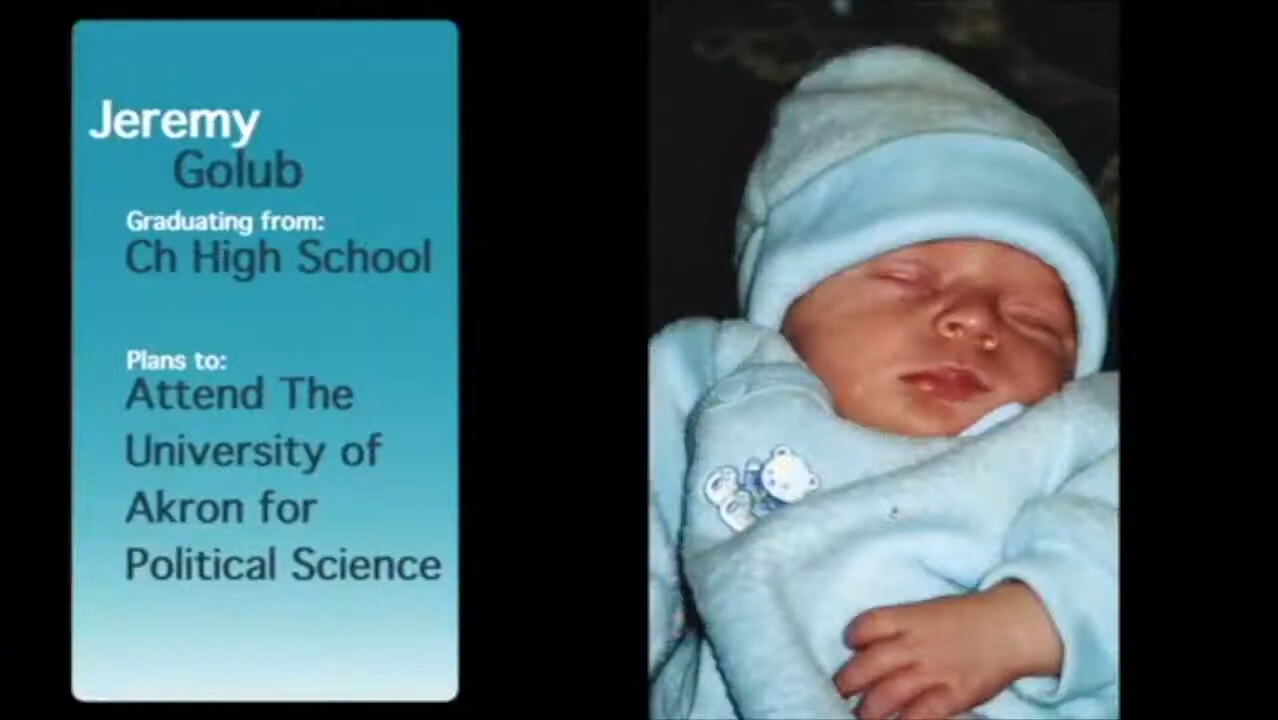 Jeremy
Golub
Graduating from:
Ch High School
Plans to:
Attend The
University of
Akron for
Political Science